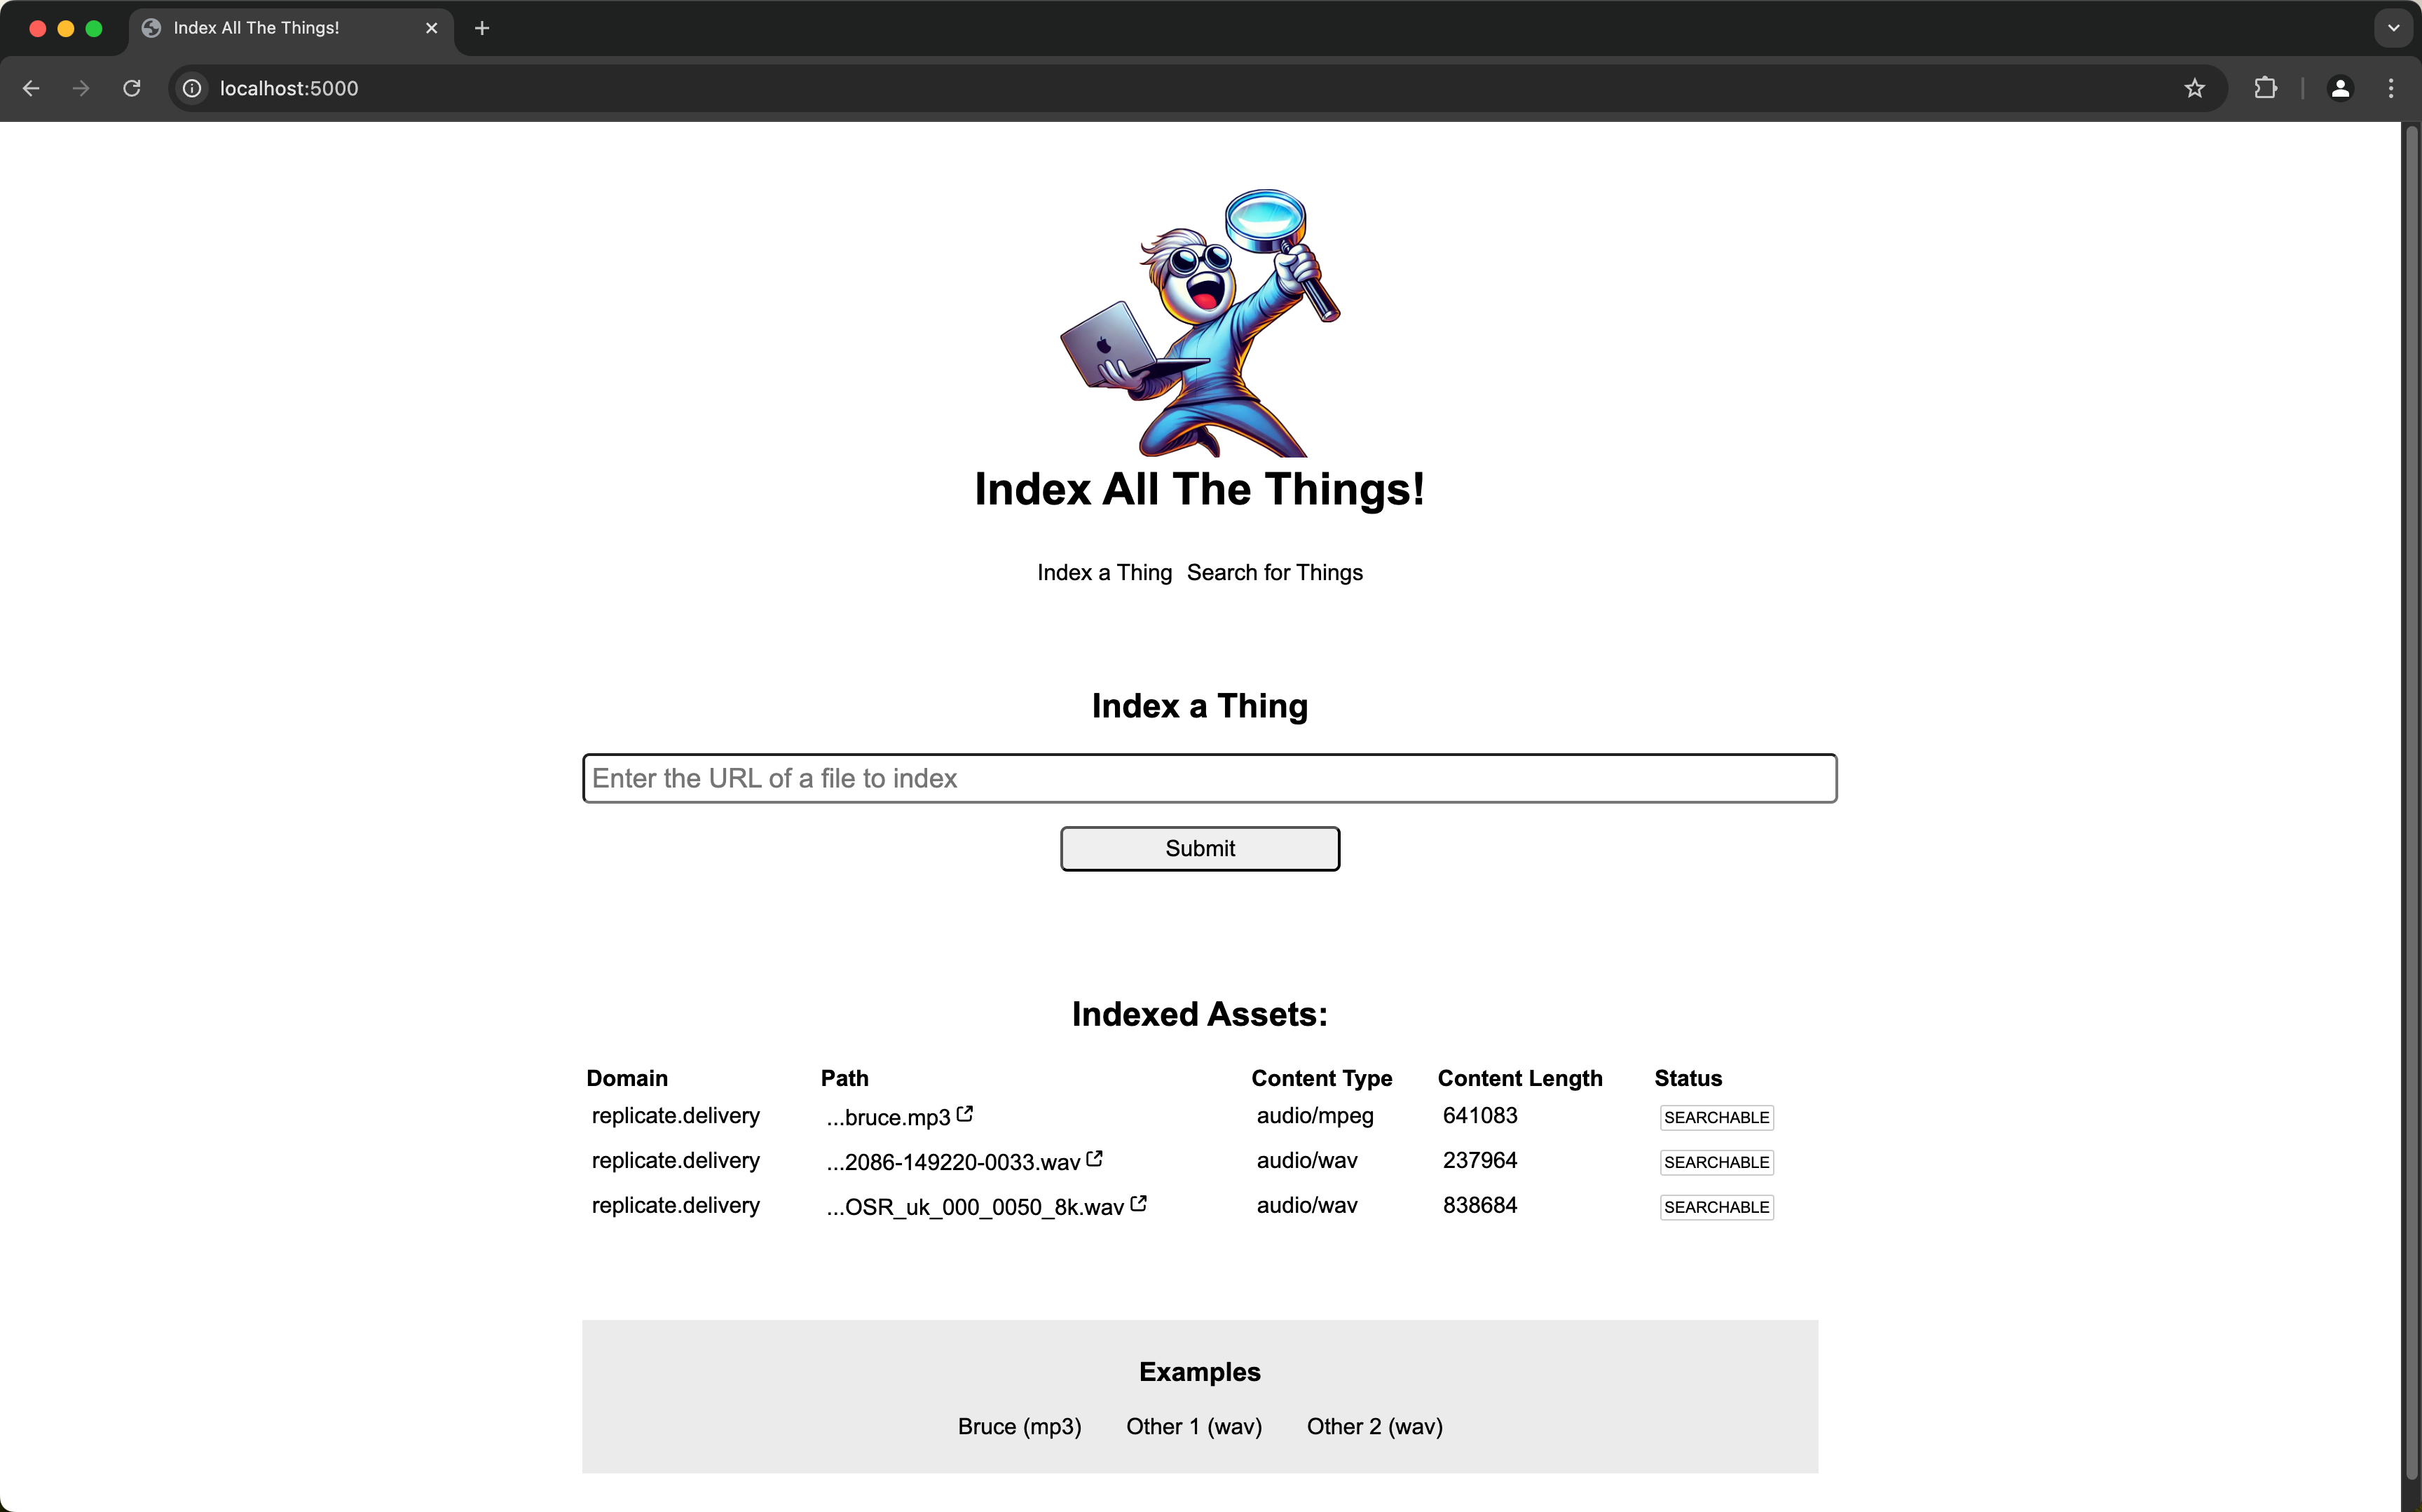 Index All The Things!
localhost:5000
Index All The Things!
Index a Thing Search for Things
Index a Thing
Enter the URL of a file to index
Submit
Indexed Assets:
Domain Path Content Type Content Length Status
replicate.delivery ...bruce.mp3 audio/mpeg 641083 SEARCHABLE
replicate.delivery ...2086-149220-0033.wav audio/wav 237964 SEARCHABLE
replicate.delivery ...OSR_uk_000_0050_8k.wav audio/wav 838684 SEARCHABLE
Examples
Bruce (mp3) Other 1 (wav) Other 2 (wav)